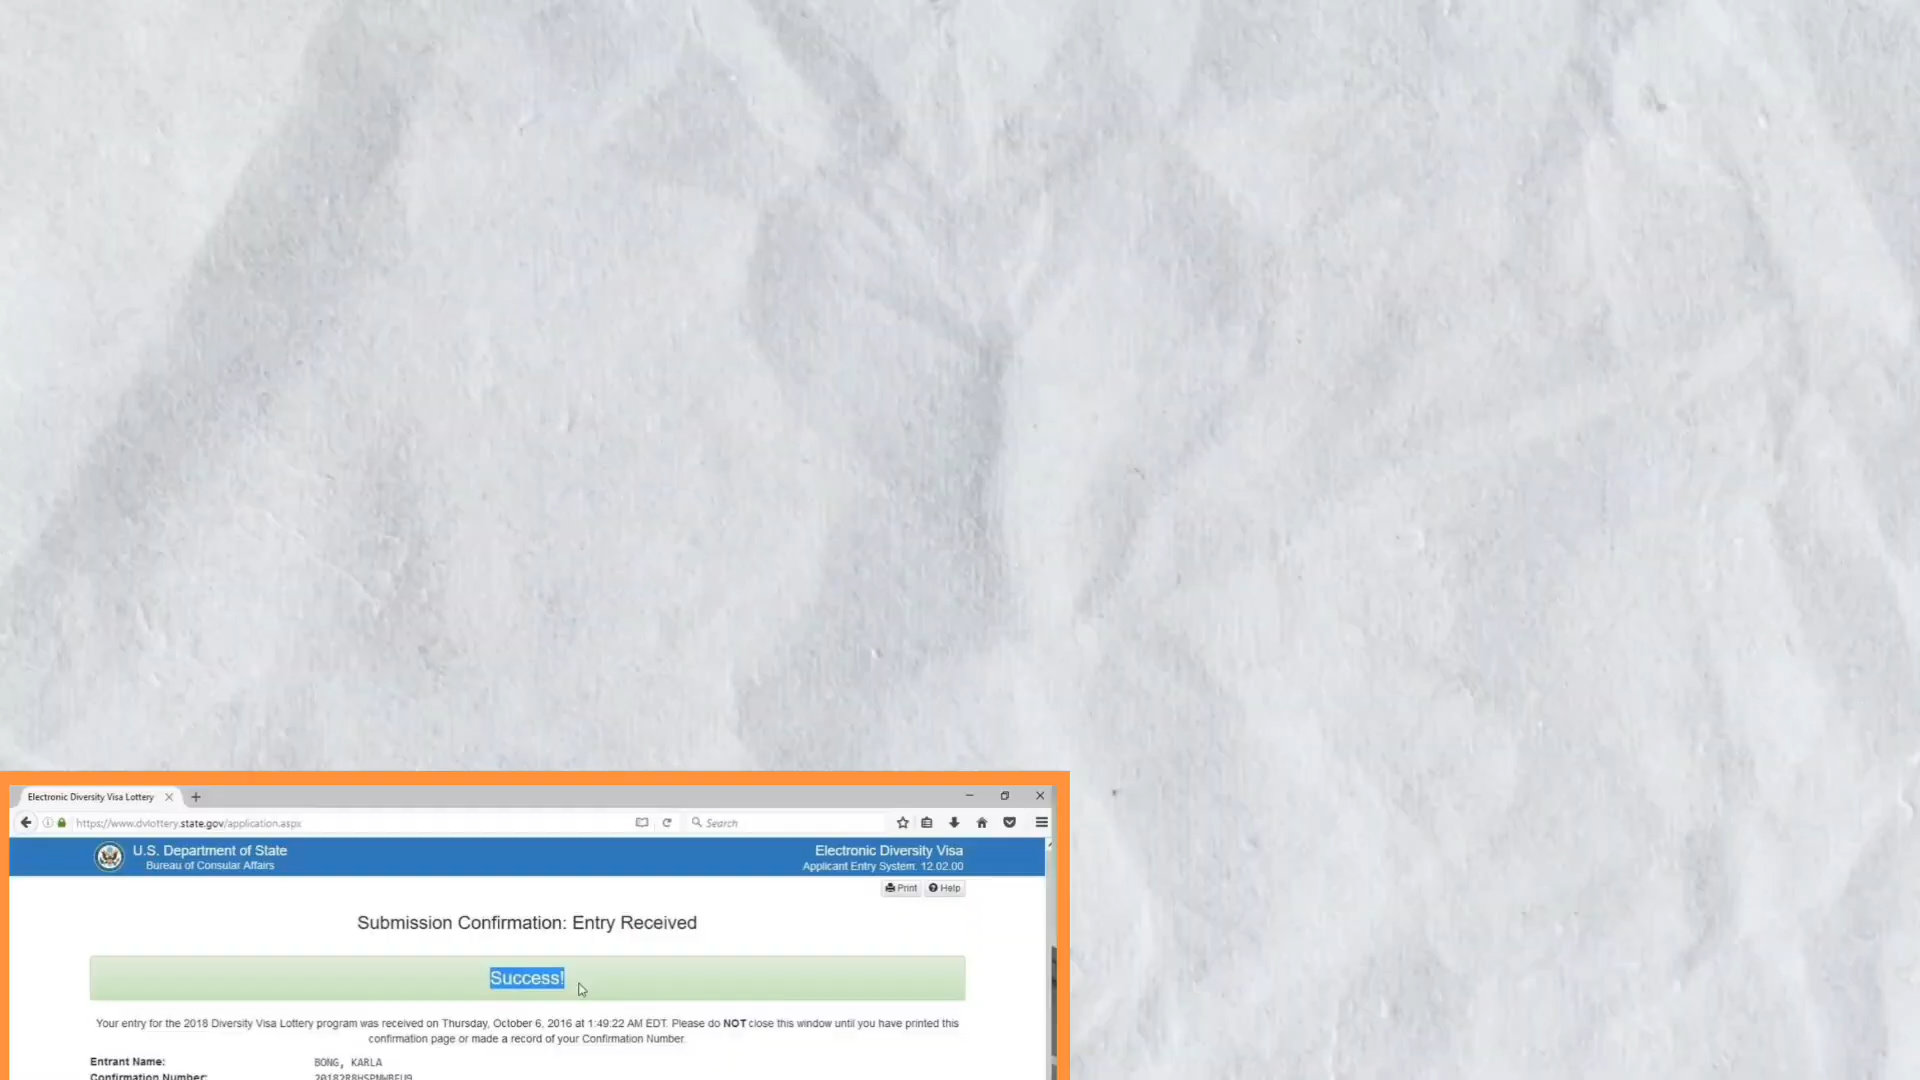 Electronic Diversity Visa Lottery
https://www.dvlottery.state.gov/application.aspx
Search
U.S. Department of State
Bureau of Consular Affairs
Electronic Diversity Visa
Applicant Entry System: 12.02.00
Print Help
Submission Confirmation: Entry Received
Success!
Your entry for the 2018 Diversity Visa Lottery program was received on Thursday, October 6, 2016 at 1:49:22 AM EDT. Please do NOT close this window until you have printed this
confirmation page or made a record of your Confirmation Number.
Entrant Name: BONG, KARLA
Confirmation Number: